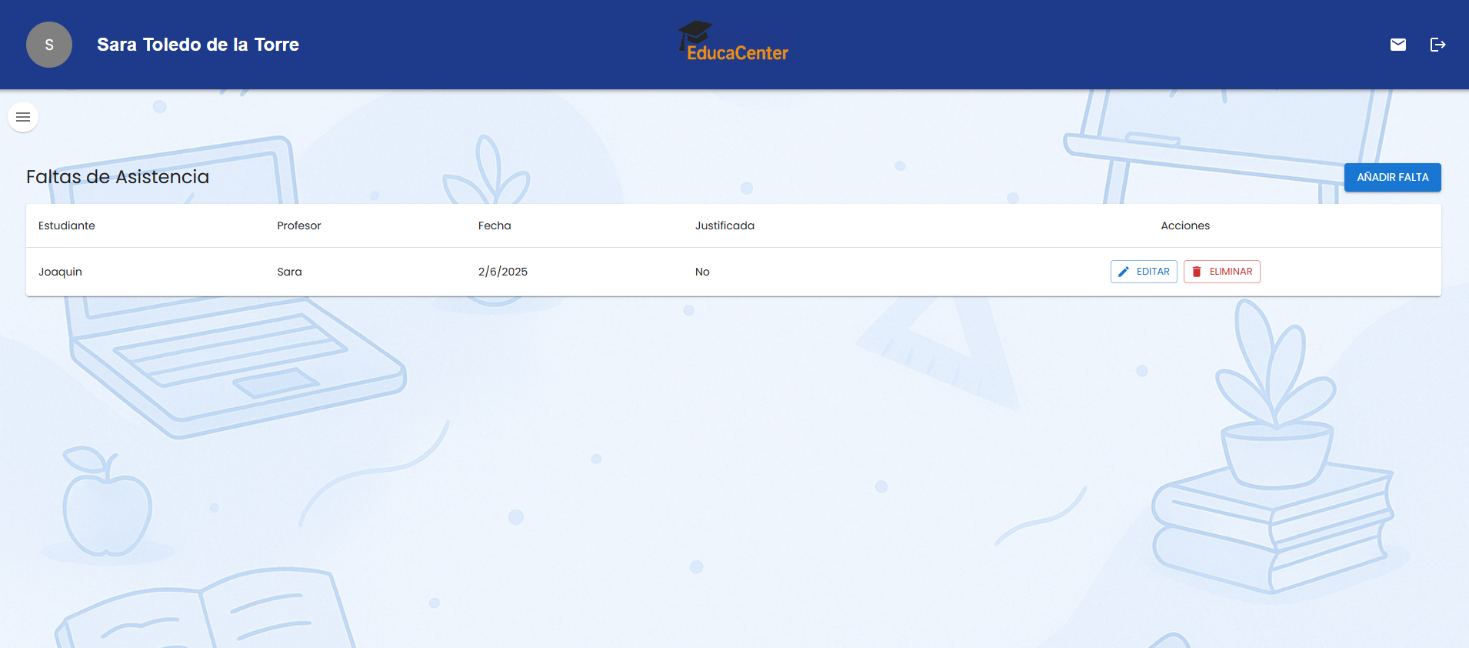 S Sara Toledo de la Torre EducaCenter
Faltas de Asistencia AÑADIR FALTA
Estudiante Profesor Fecha Justificada Acciones
Joaquin Sara 2/6/2025 No EDITAR ELIMINAR